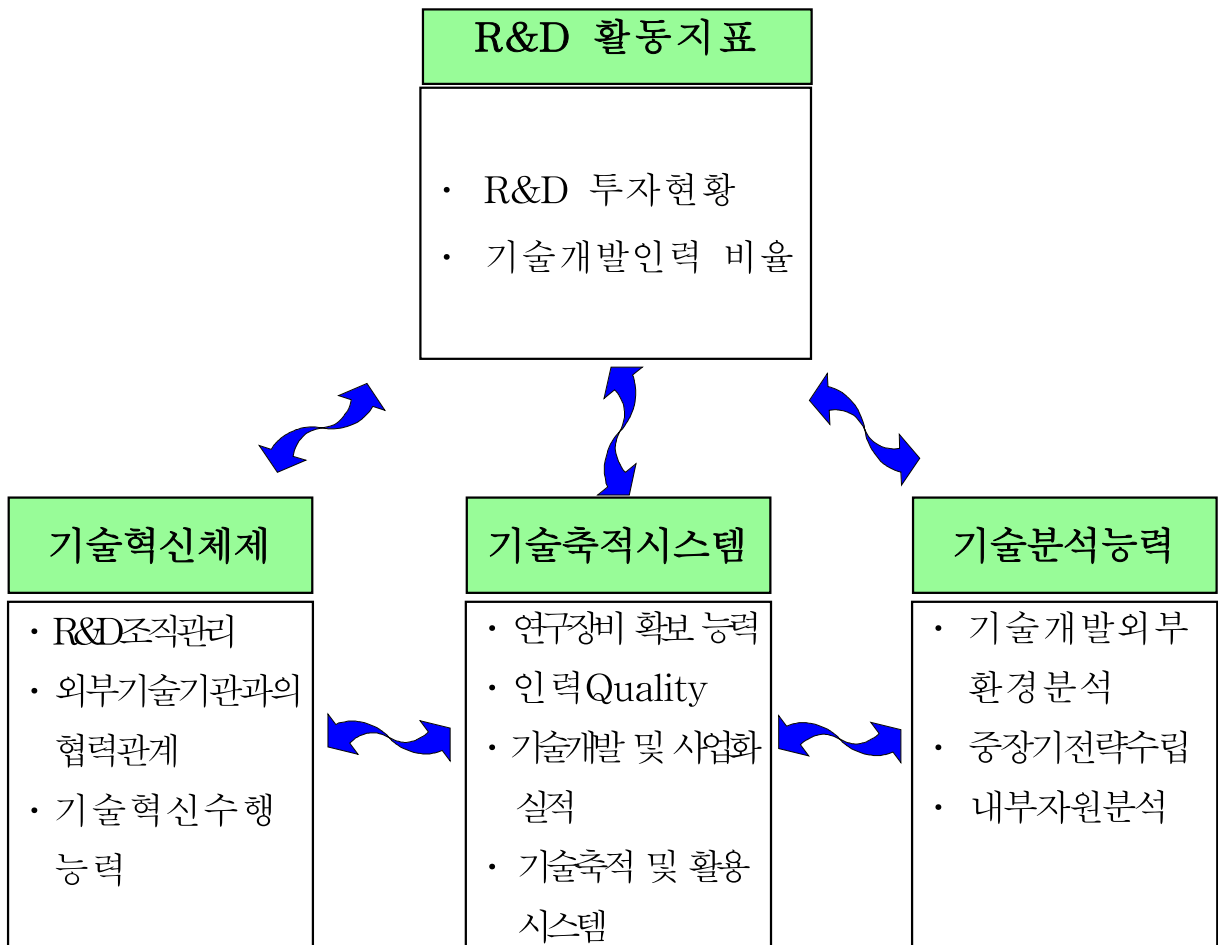 R&D 활동지표
· R&D 투자현황
· 기술개발인력 비율
기술혁신체제
· R&D조직관리
· 외부기술기관과의
협력관계
· 기술혁신수행
능력
기술축적시스템
· 연구장비 확보 능력
· 인력Quality
· 기술개발 및 사업화
실적
· 기술축적 및 활용
시스템
기술분석능력
· 기술개발외부
환경분석
· 중장기전략수립
· 내부자원분석